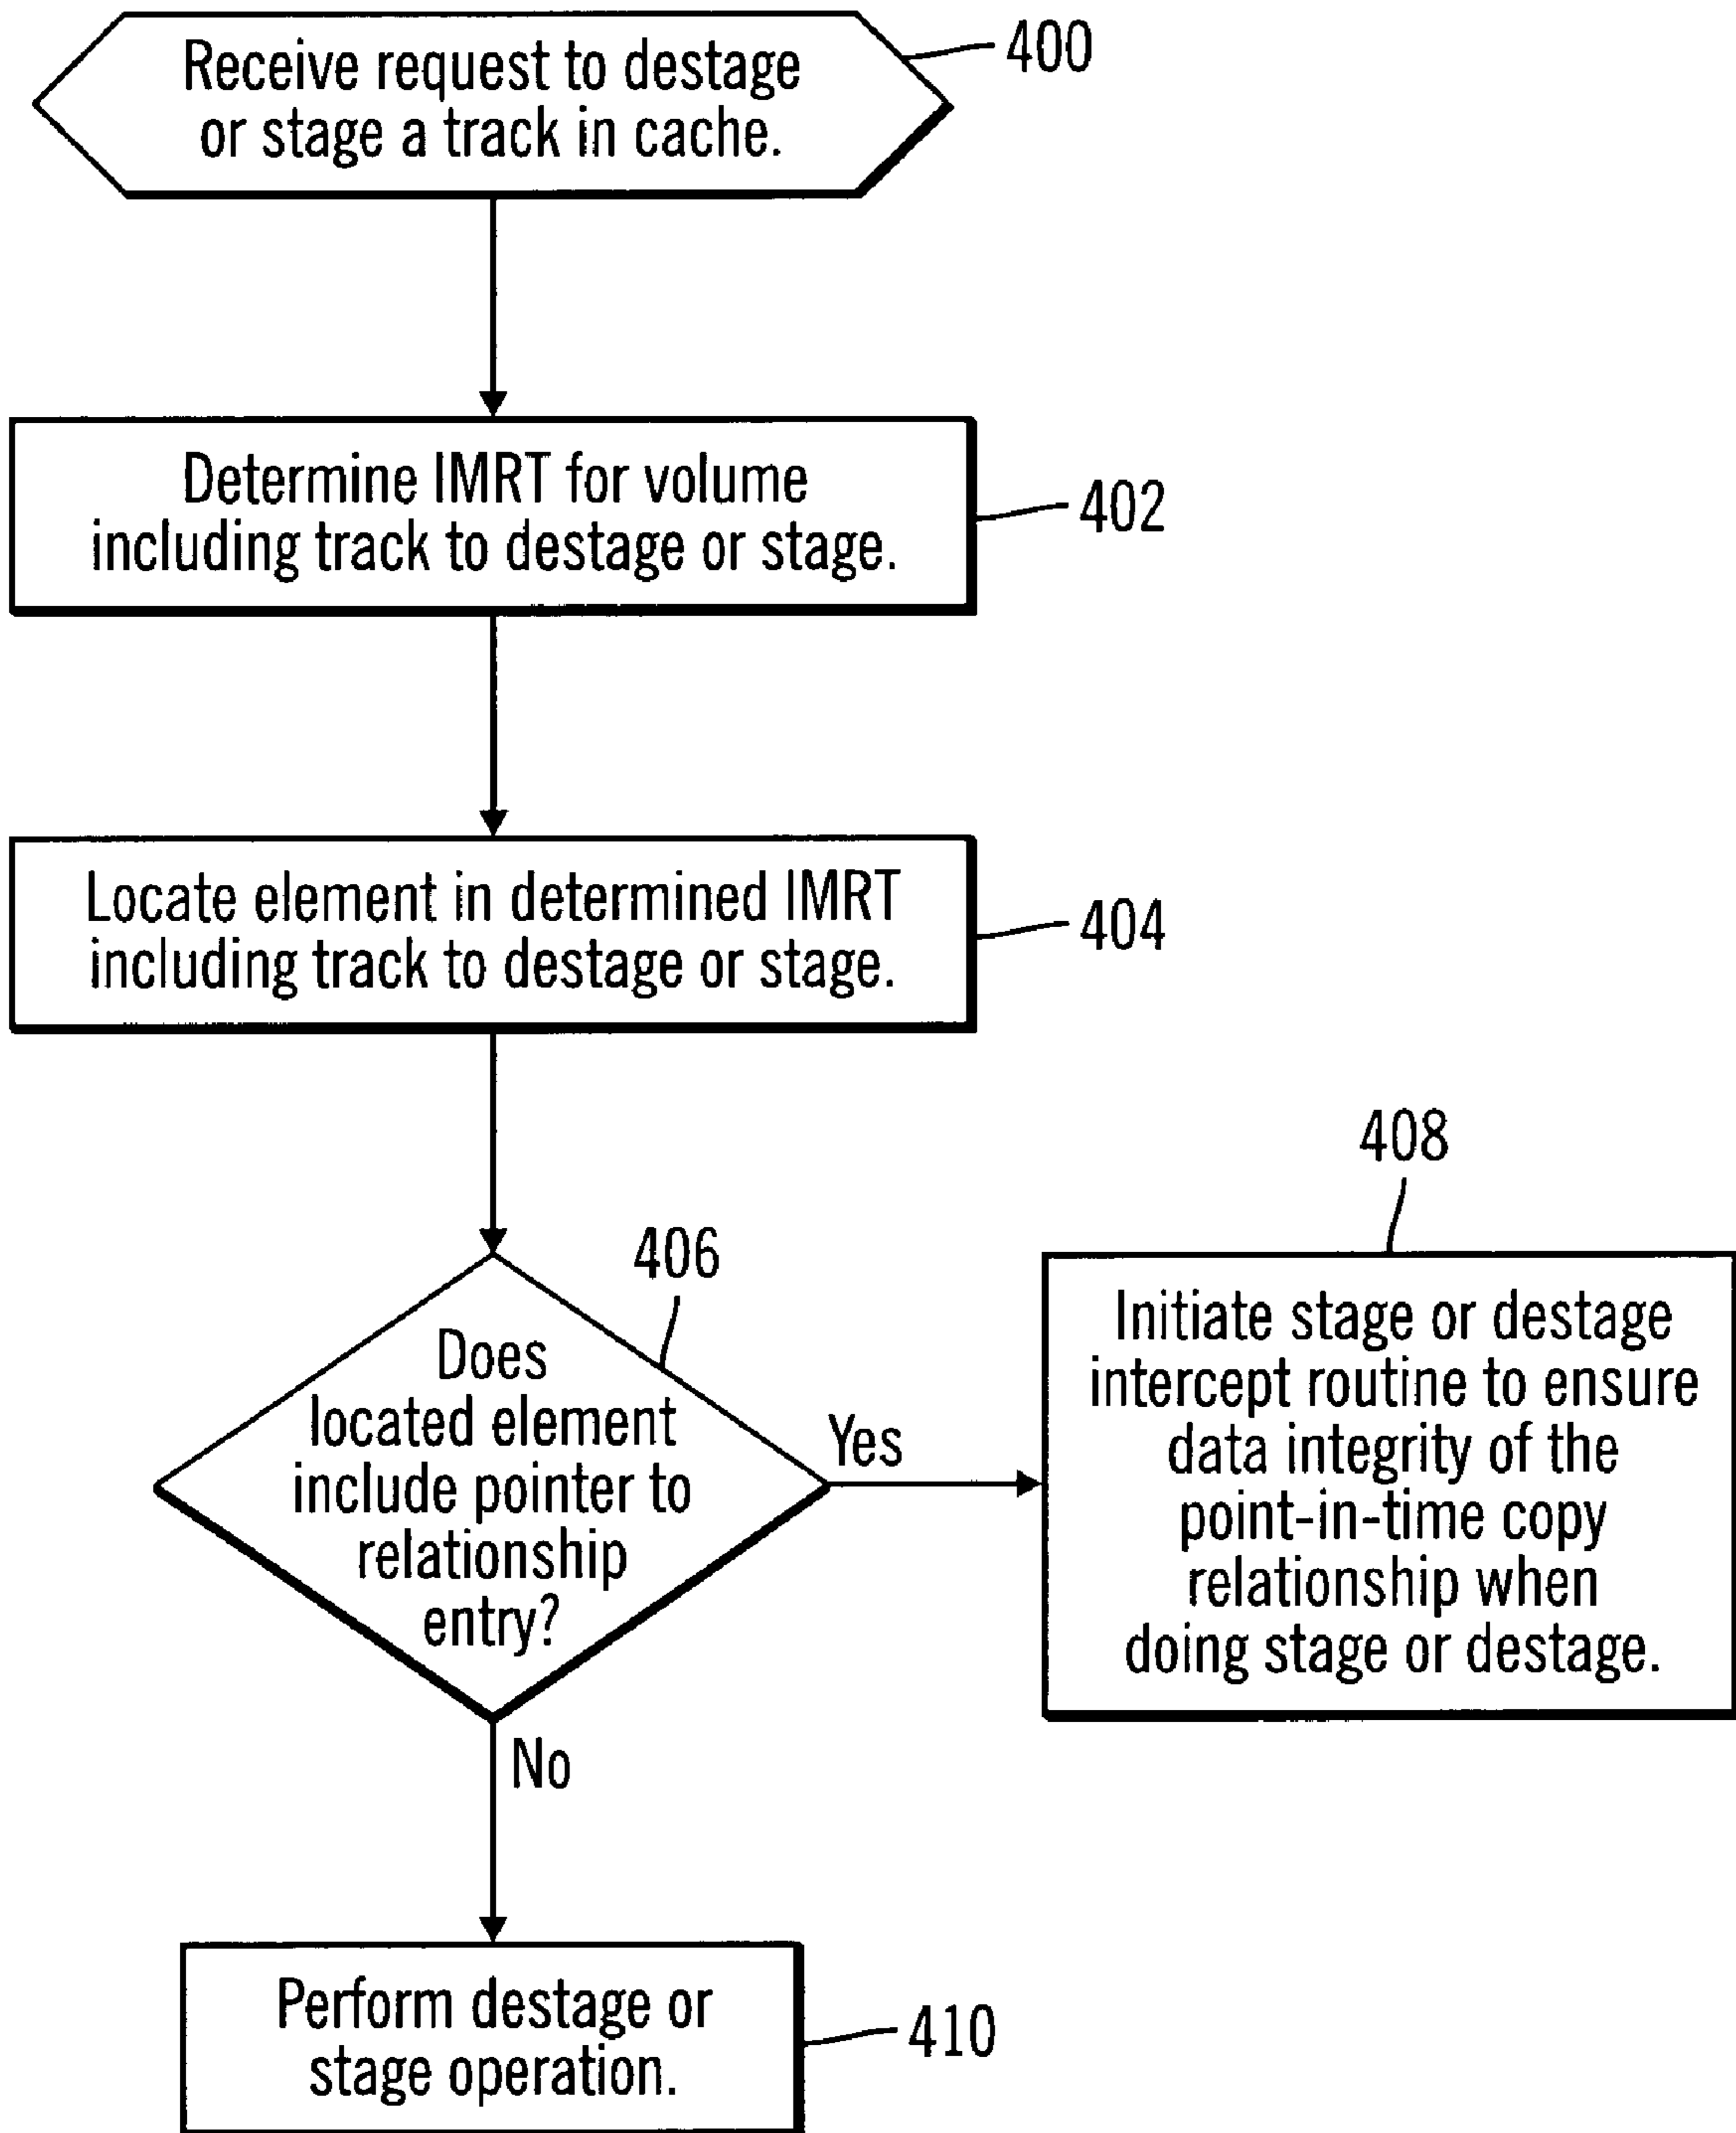 Receive request to destage
or stage a track in cache.
400
Determine IMRT for volume
including track to destage or stage.
402
Locate element in determined IMRT
including track to destage or stage.
404
406
Does
located element
include pointer to
relationship
entry?
Yes
No
408
Initiate stage or destage
intercept routine to ensure
data integrity of the
point-in-time copy
relationship when
doing stage or destage.
Perform destage or
stage operation.
410